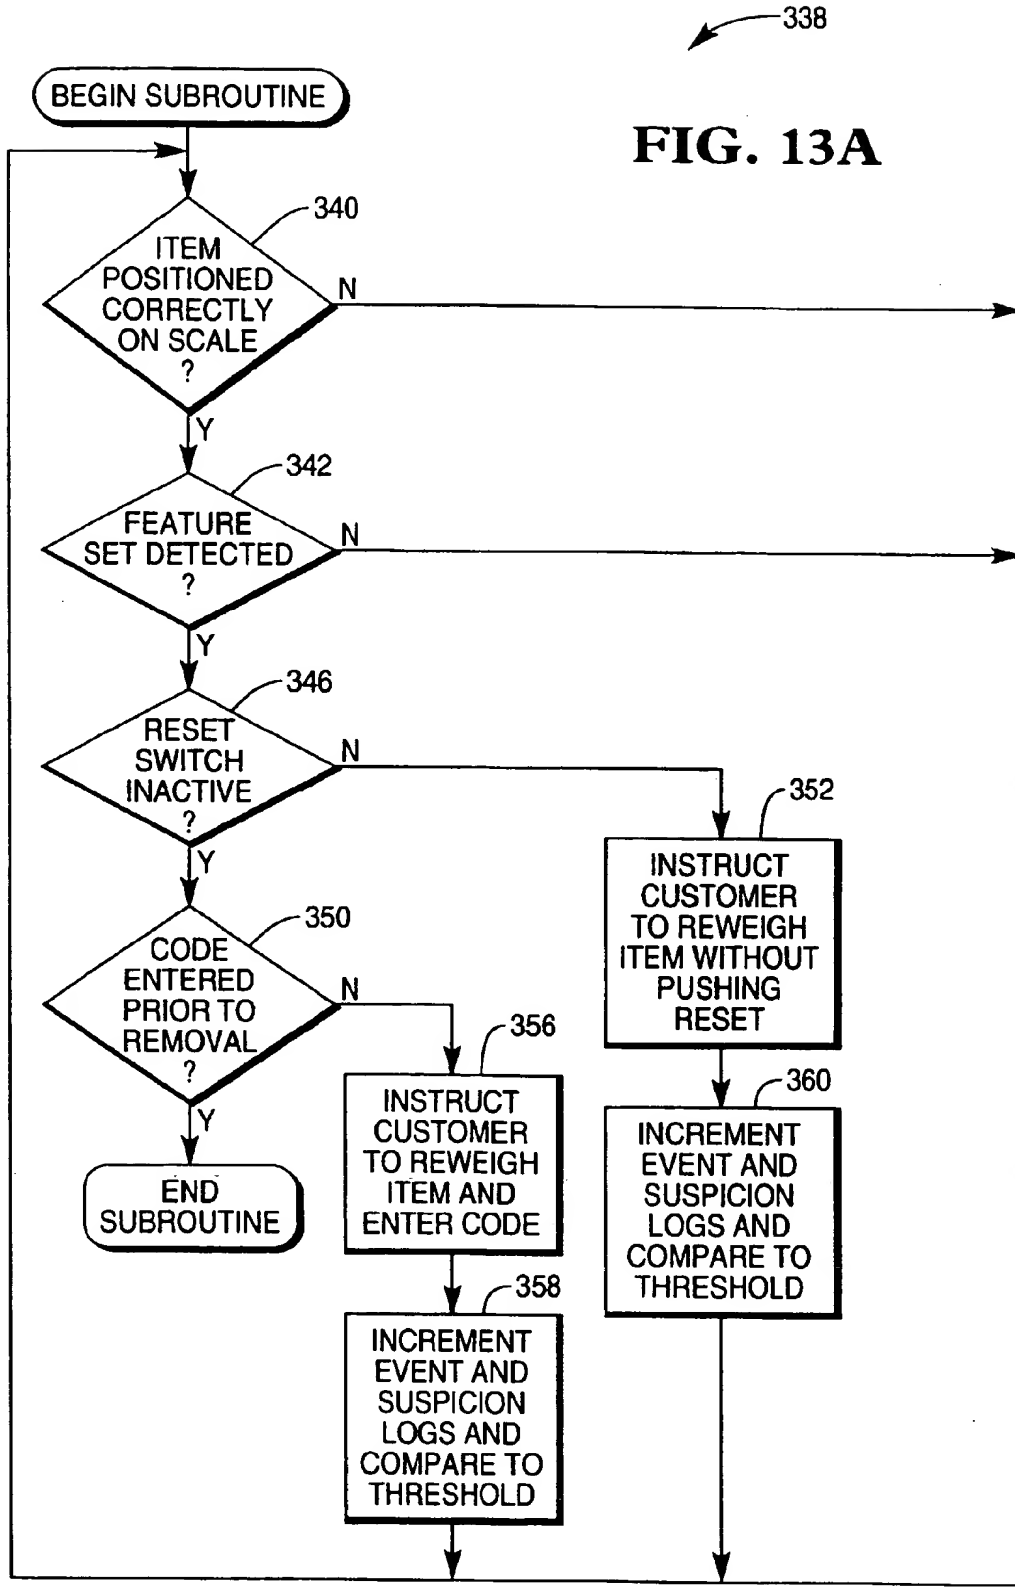 338
BEGIN SUBROUTINE
FIG. 13A
340
ITEM
POSITIONED
CORRECTLY
ON SCALE
?
N
Y
342
FEATURE
SET DETECTED
?
N
Y
346
RESET
SWITCH
INACTIVE
?
N
Y
352
INSTRUCT
CUSTOMER
TO REWEIGH
ITEM WITHOUT
PUSHING
RESET
350
CODE
ENTERED
PRIOR TO
REMOVAL
?
N
Y
356
INSTRUCT
CUSTOMER
TO REWEIGH
ITEM AND
ENTER CODE
360
INCREMENT
EVENT AND
SUSPICION
LOGS AND
COMPARE TO
THRESHOLD
END
SUBROUTINE
358
INCREMENT
EVENT AND
SUSPICION
LOGS AND
COMPARE TO
THRESHOLD